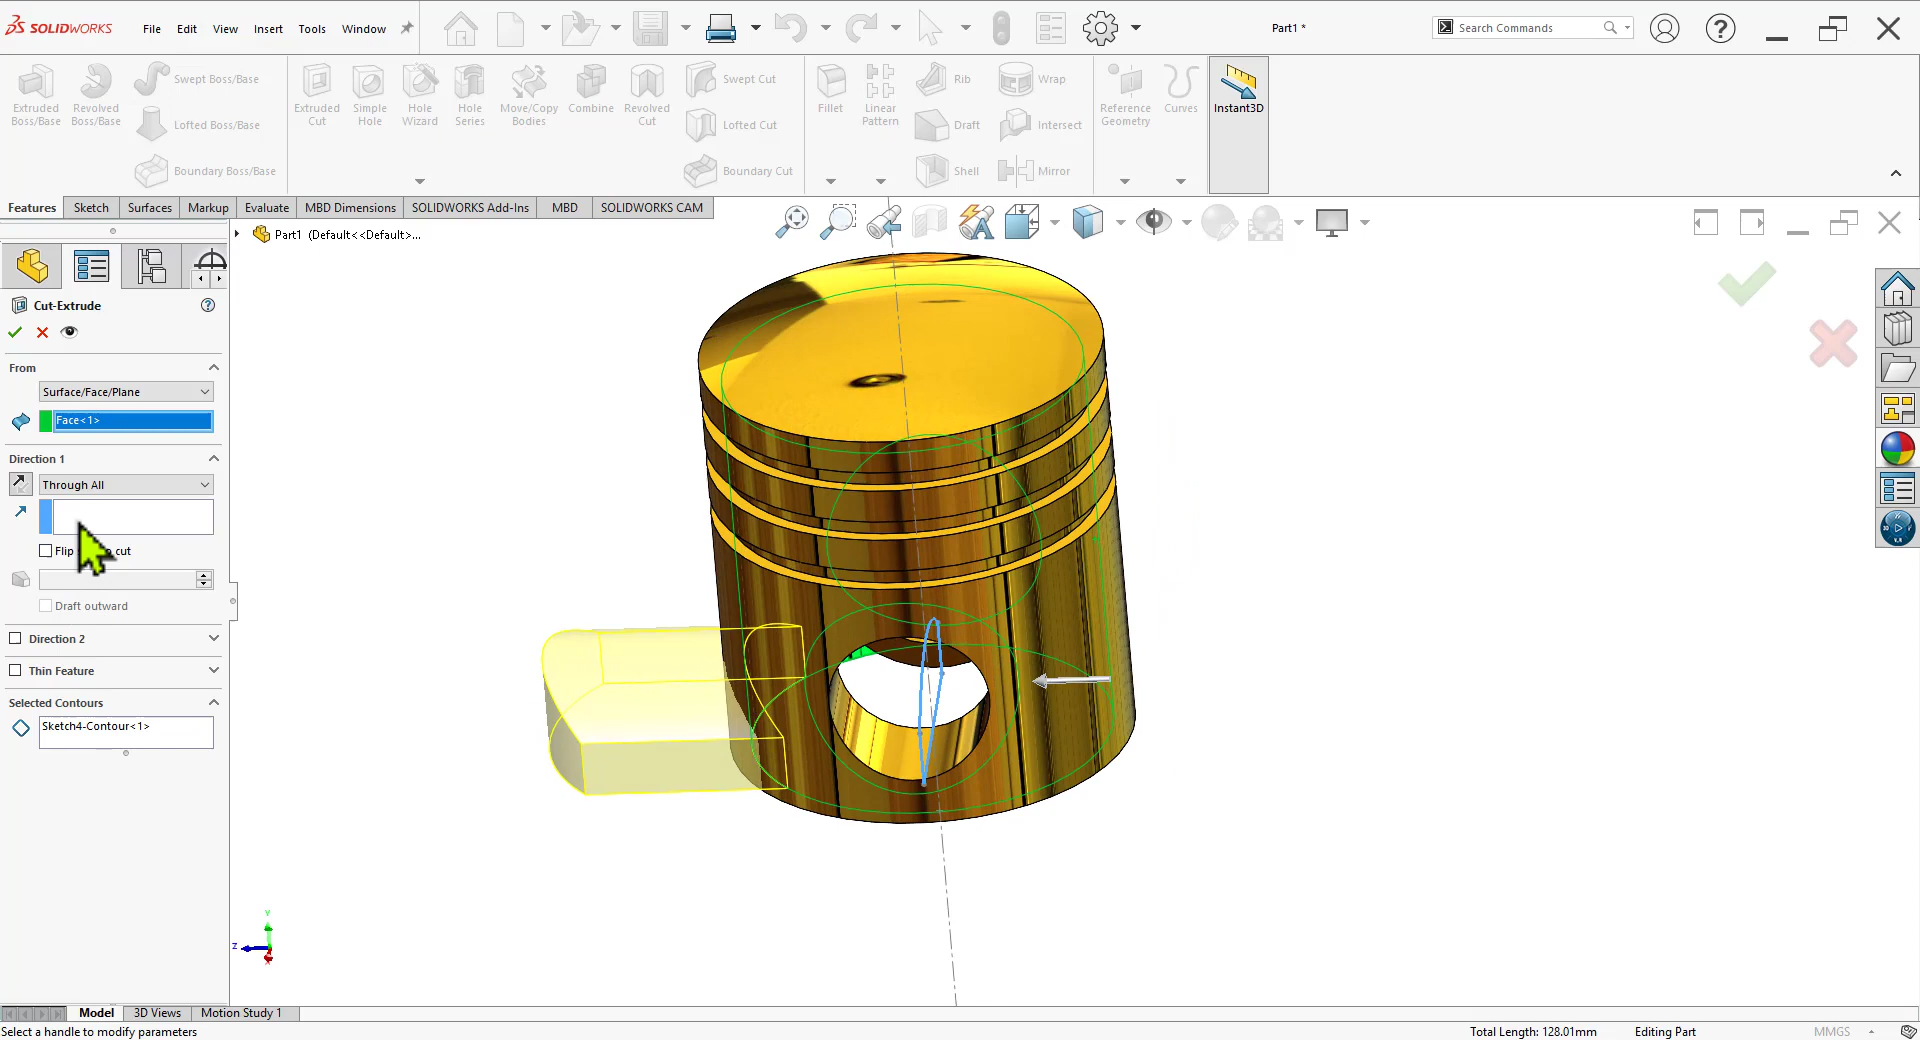 SOLIDWORKS
File Edit View Insert Tools Window
Part1 *
Search Commands
?
Extruded Boss/Base
Revolved Boss/Base
Swept Boss/Base
Lofted Boss/Base
Boundary Boss/Base
Extruded Cut
Simple Hole
Hole Wizard
Hole Series
Move/Copy Bodies
Combine
Revolved Cut
Swept Cut
Lofted Cut
Boundary Cut
Fillet
Linear Pattern
Rib
Draft
Shell
Wrap
Intersect
Mirror
Reference Geometry
Curves
Instant3D
Features Sketch Surfaces Markup Evaluate MBD Dimensions SOLIDWORKS Add-Ins MBD SOLIDWORKS CAM
Part1 (Default<<Default>...
Cut-Extrude
?
From
Surface/Face/Plane
Face<1>
Direction 1
Through All
Flip cut
Draft outward
Direction 2
Thin Feature
Selected Contours
Sketch4-Contour<1>
Y
Z
X
Model 3D Views Motion Study 1
Select a handle to modify parameters
Total Length: 128.01mm Editing Part MMGS